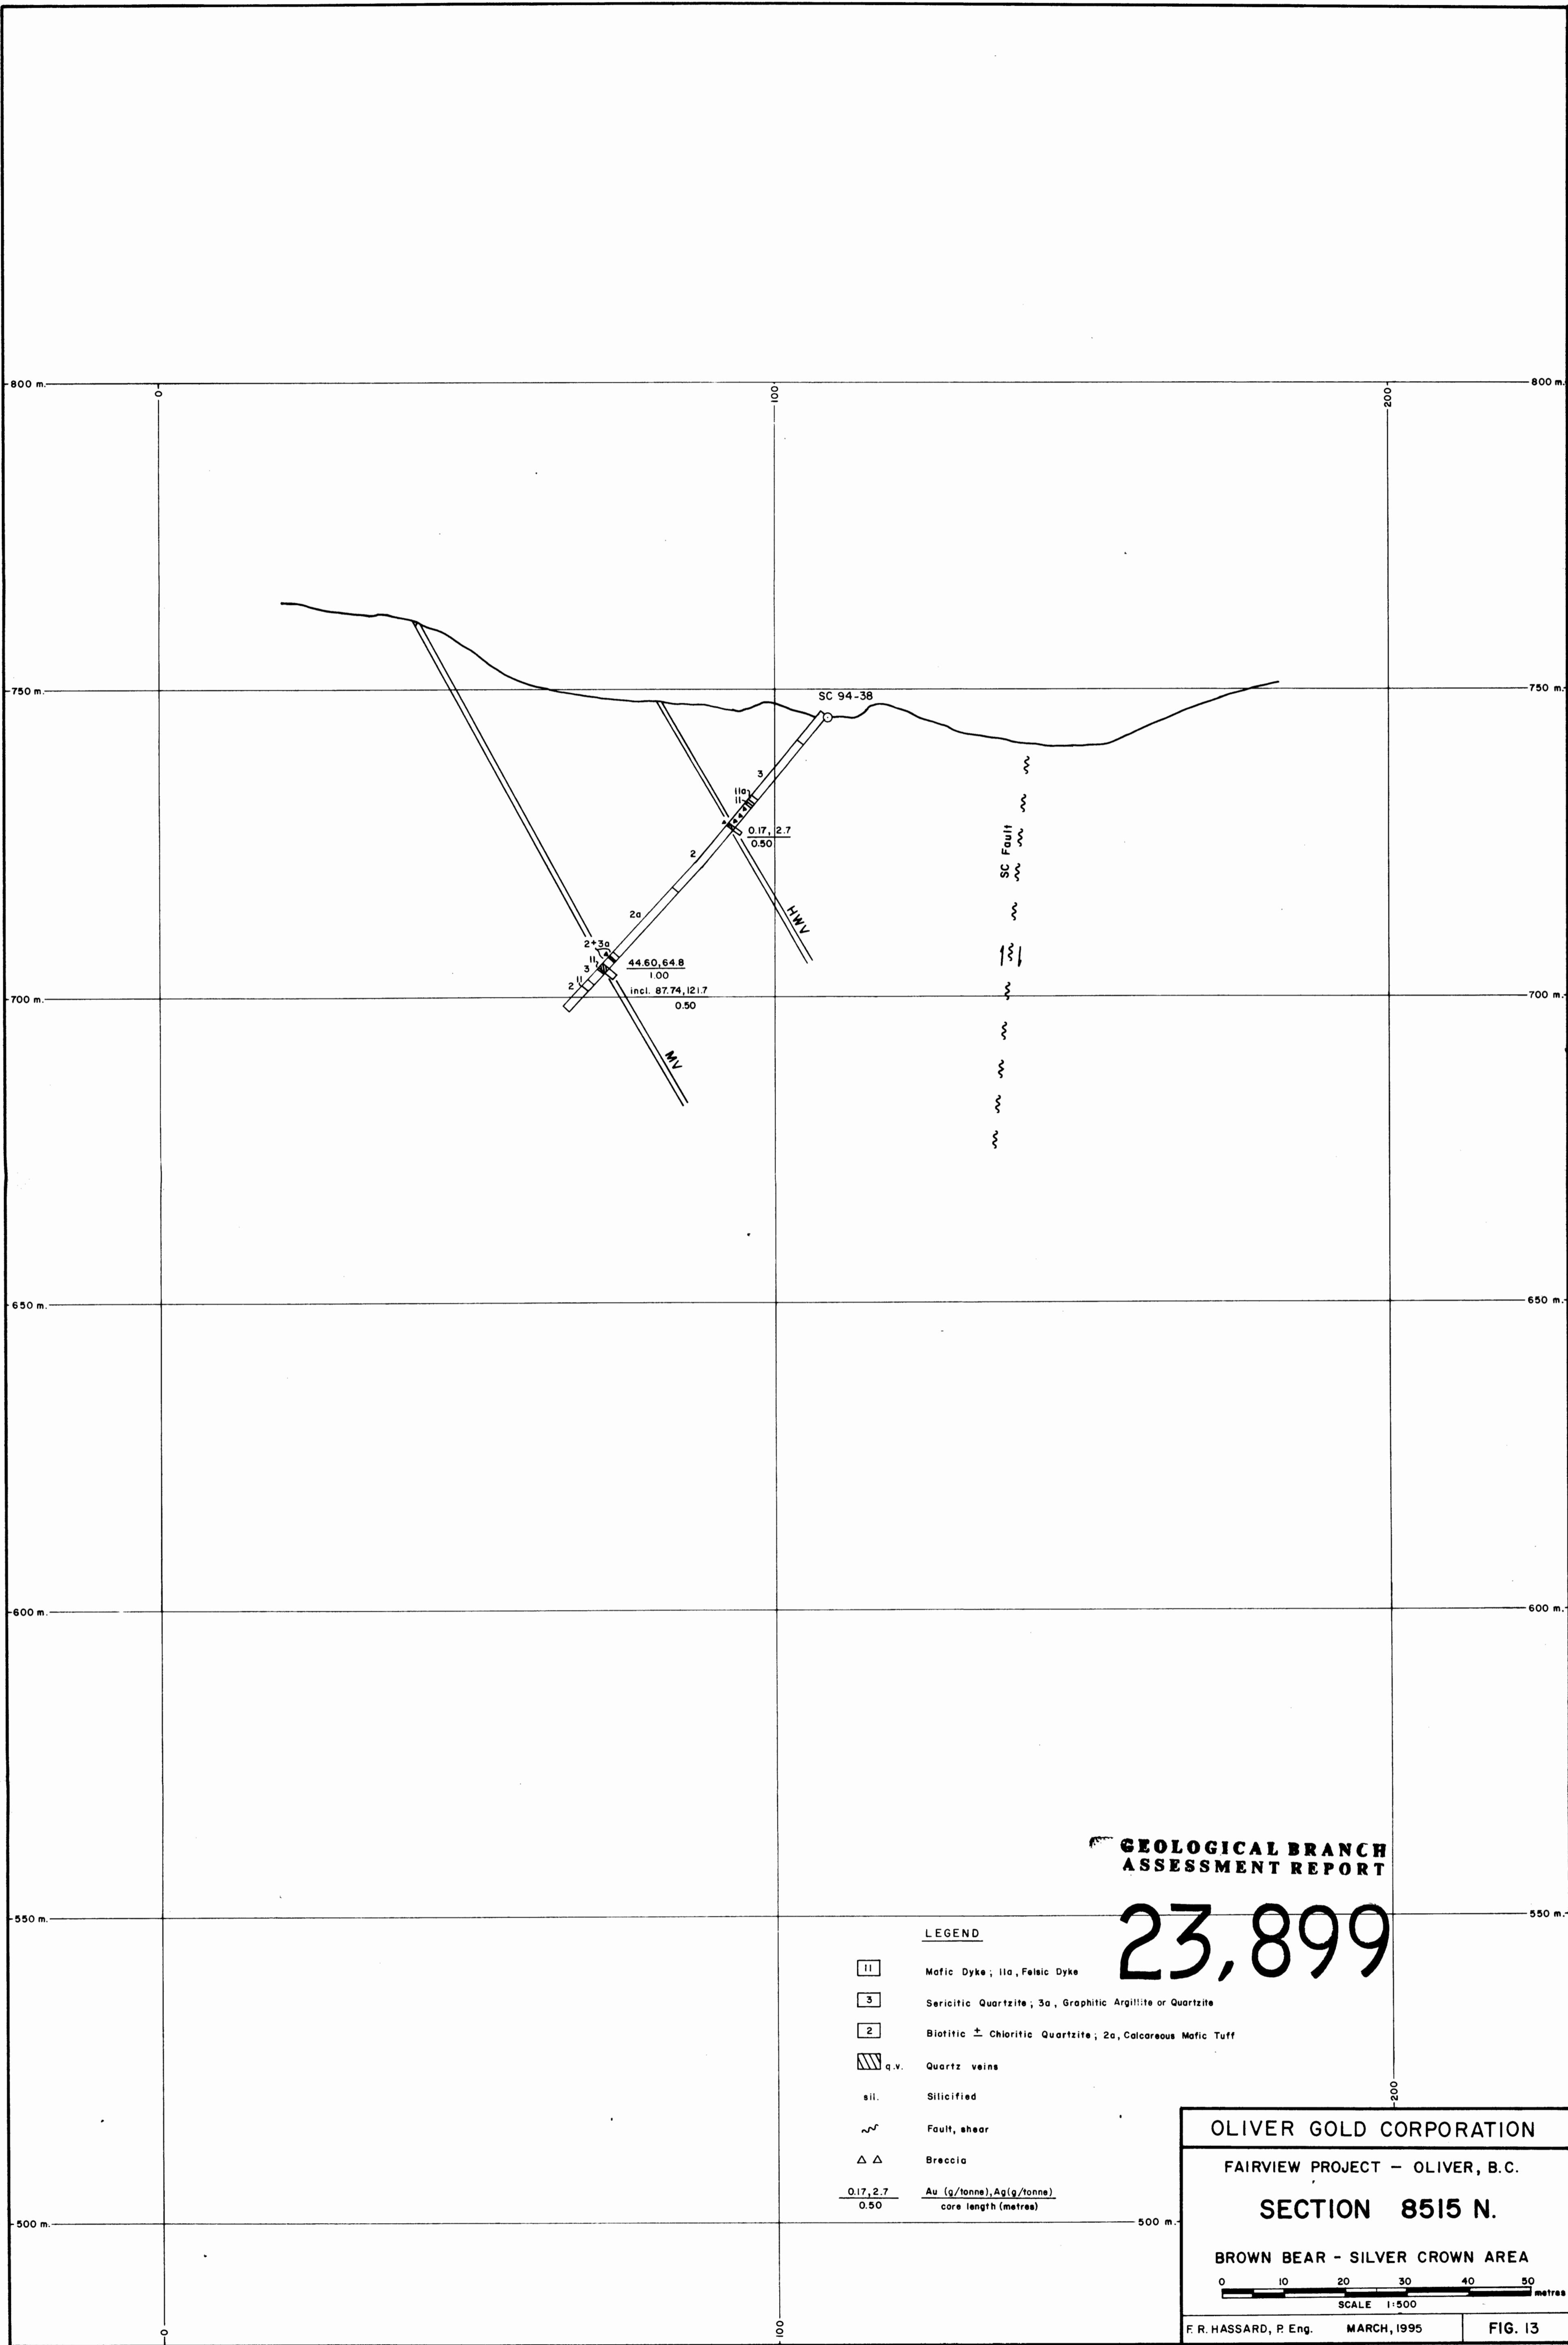 800 m.
0
100
200
800 m.
750 m.
SC 94-38
750 m.
3
11a
11
0.17, 2.7
0.50
2
SC Fault
2a
HWV
2+3a
11
3
44.60, 64.8
1.00
11
2
incl. 87.74, 121.7
0.50
700 m.
700 m.
MV
650 m.
650 m.
600 m.
600 m.
GEOLOGICAL BRANCH
ASSESSMENT REPORT
23,899
550 m.
550 m.
LEGEND
11 Mafic Dyke; 11a, Felsic Dyke
3 Sericitic Quartzite; 3a, Graphitic Argillite or Quartzite
2 Biotitic ± Chloritic Quartzite; 2a, Calcareous Mafic Tuff
q.v. Quartz veins
sil. Silicified
Fault, shear
Breccia
0.17, 2.7 Au (g/tonne), Ag (g/tonne)
0.50 core length (metres)
200
500 m.
500 m.
OLIVER GOLD CORPORATION
FAIRVIEW PROJECT – OLIVER, B.C.
SECTION 8515 N.
BROWN BEAR - SILVER CROWN AREA
0 10 20 30 40 50 metres
SCALE 1:500
F. R. HASSARD, P. Eng. MARCH, 1995 FIG. 13
0
100